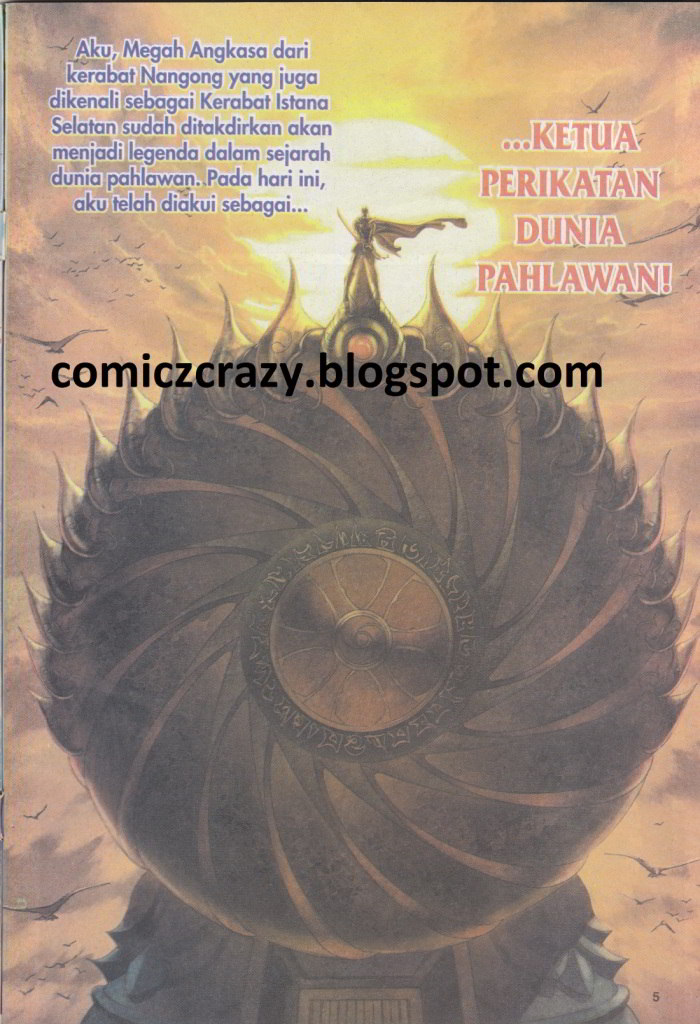 Aku, Megah Angkasa dari
kerabat Nangong yang juga
dikenali sebagai Kerabat Istana
Selatan sudah ditakdirkan akan
menjadi legenda dalam sejarah
dunia pahlawan. Pada hari ini,
aku telah diakui sebagai...
...KETUA
PERIKATAN
DUNIA
PAHLAWAN!
comiczcrazy.blogspot.com
5